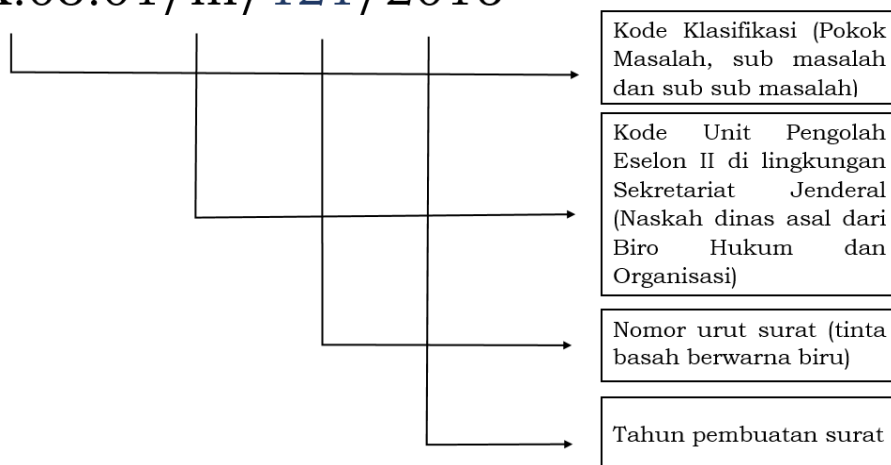 Kode Klasifikasi (Pokok
Masalah, sub masalah
dan sub sub masalah)
Kode Unit Pengolah
Eselon II di lingkungan
Sekretariat Jenderal
(Naskah dinas asal dari
Biro Hukum dan
Organisasi)
Nomor urut surat (tinta
basah berwarna biru)
Tahun pembuatan surat